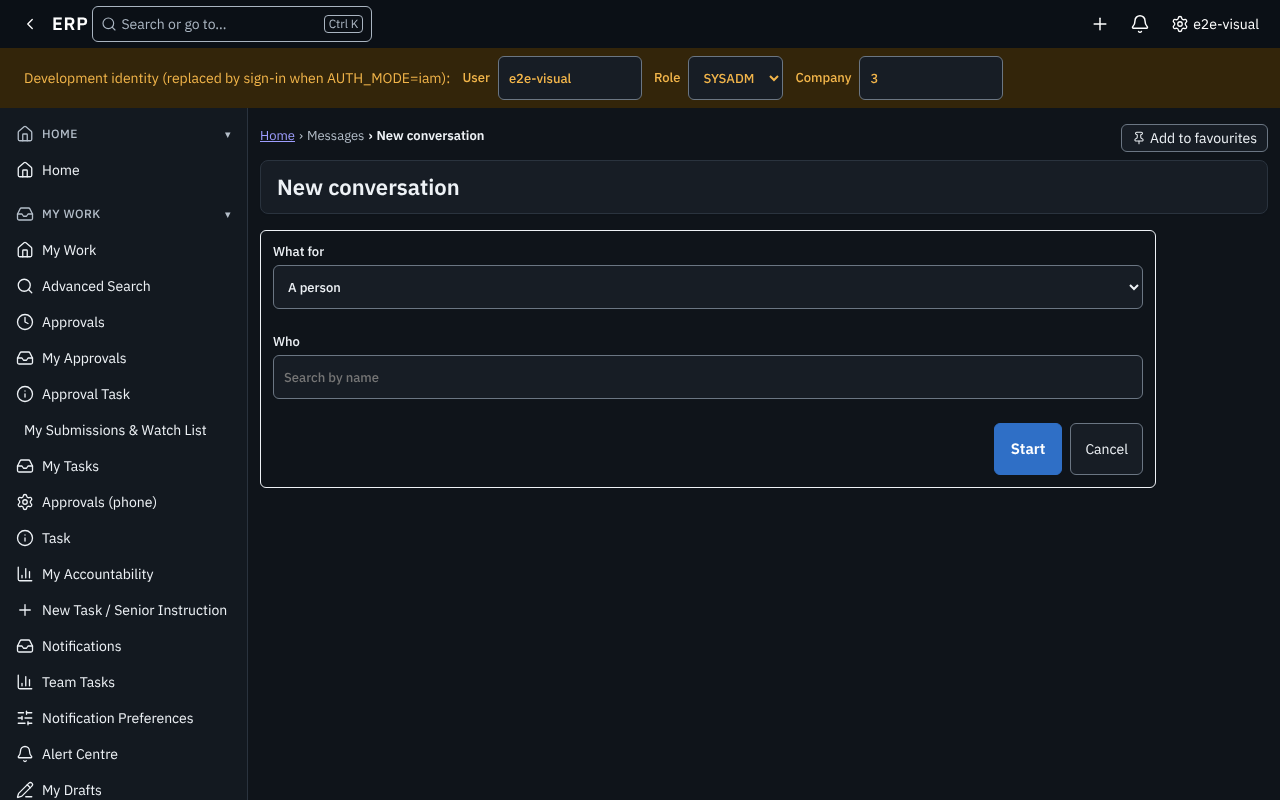 ERP
Search or go to...
Ctrl K
e2e-visual
Development identity (replaced by sign-in when AUTH_MODE=iam):
User
e2e-visual
Role
SYSADM
Company
3
HOME
Home
MY WORK
My Work
Advanced Search
Approvals
My Approvals
Approval Task
My Submissions & Watch List
My Tasks
Approvals (phone)
Task
My Accountability
New Task / Senior Instruction
Notifications
Team Tasks
Notification Preferences
Alert Centre
My Drafts
Home › Messages › New conversation
Add to favourites
New conversation
What for
A person
Who
Search by name
Start
Cancel